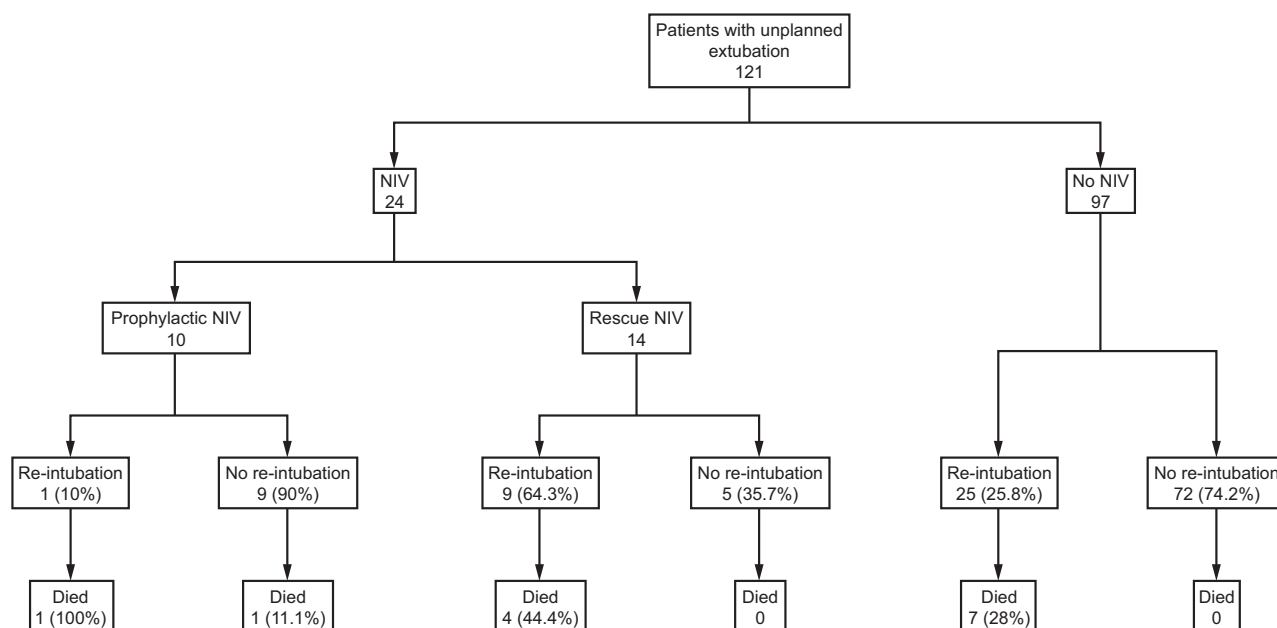 Patients with unplanned
extubation
121
NIV
24
No NIV
97
Prophylactic NIV
10
Rescue NIV
14
Re-intubation
1 (10%)
No re-intubation
9 (90%)
Re-intubation
9 (64.3%)
No re-intubation
5 (35.7%)
Re-intubation
25 (25.8%)
No re-intubation
72 (74.2%)
Died
1 (100%)
Died
1 (11.1%)
Died
4 (44.4%)
Died
0
Died
7 (28%)
Died
0